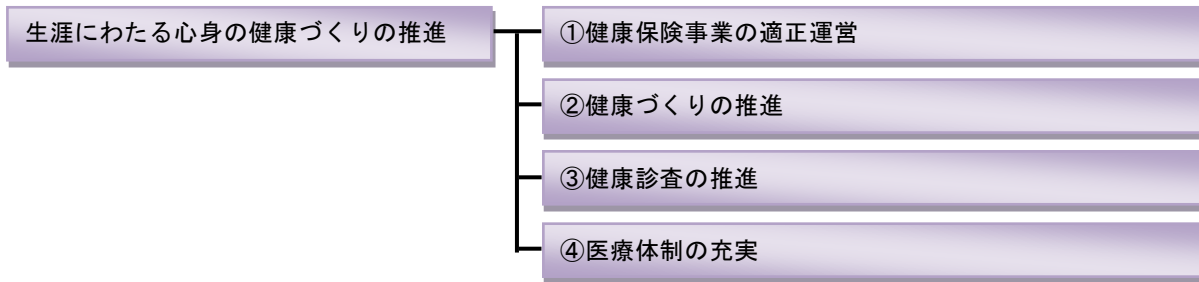 生涯にわたる心身の健康づくりの推進
①健康保険事業の適正運営
②健康づくりの推進
③健康診査の推進
④医療体制の充実